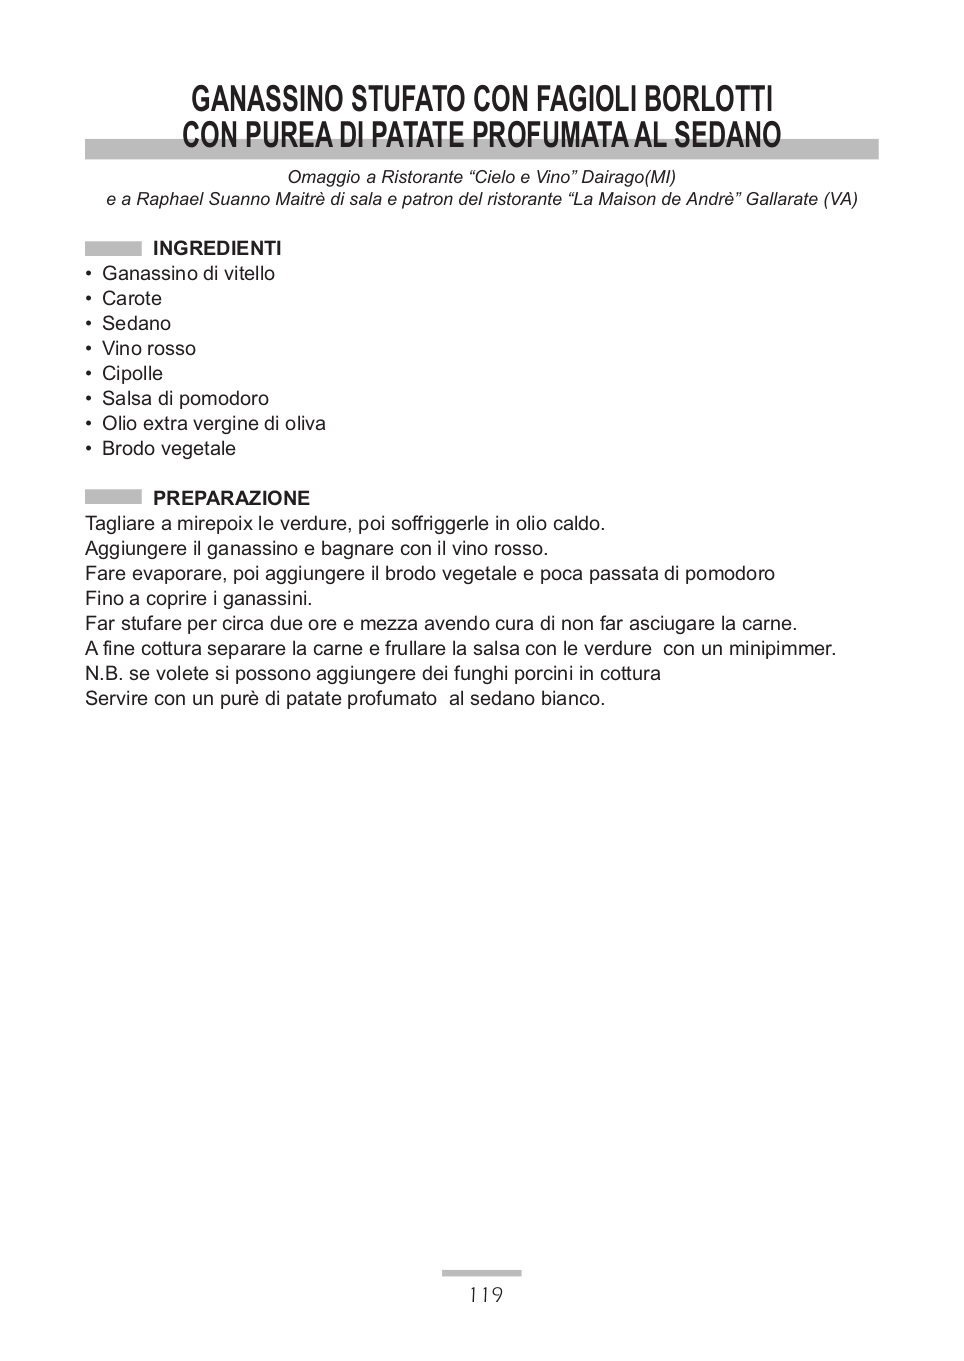 GANASSINO STUFATO CON FAGIOLI BORLOTTI
CON PUREA DI PATATE PROFUMATA AL SEDANO
Omaggio a Ristorante “Cielo e Vino” Dairago(MI)
e a Raphael Suanno Maitrè di sala e patron del ristorante “La Maison de Andrè” Gallarate (VA)
INGREDIENTI
• Ganassino di vitello
• Carote
• Sedano
• Vino rosso
• Cipolle
• Salsa di pomodoro
• Olio extra vergine di oliva
• Brodo vegetale
PREPARAZIONE
Tagliare a mirepoix le verdure, poi soffriggerle in olio caldo.
Aggiungere il ganassino e bagnare con il vino rosso.
Fare evaporare, poi aggiungere il brodo vegetale e poca passata di pomodoro
Fino a coprire i ganassini.
Far stufare per circa due ore e mezza avendo cura di non far asciugare la carne.
A fine cottura separare la carne e frullare la salsa con le verdure  con un minipimmer.
N.B. se volete si possono aggiungere dei funghi porcini in cottura
Servire con un purè di patate profumato  al sedano bianco.
119